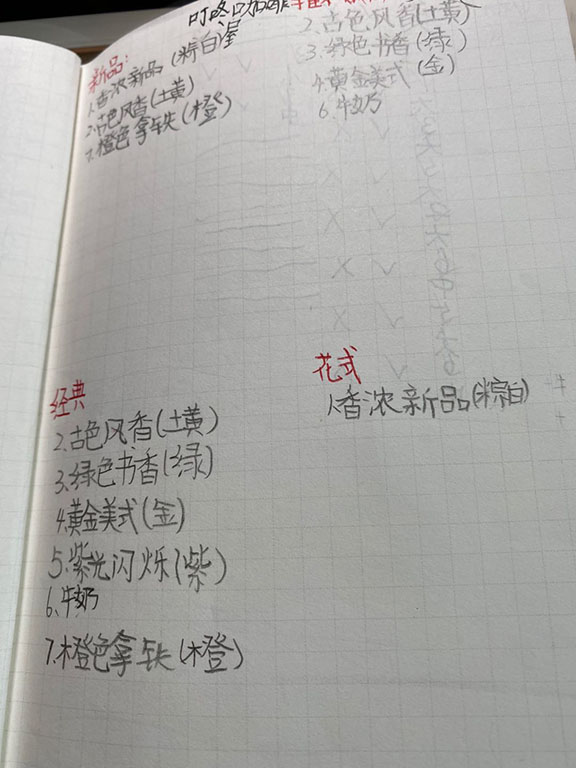 叮咚咖啡屋
新品:
1.香浓新品(棕白)
2.古色风香(土黄)
7.橙色拿铁(橙)
2.古色风香(土黄)
3.绿色书香(绿)
4.黄金美式(金)
6.牛奶
经典
2.古色风香(土黄)
3.绿色书香(绿)
4.黄金美式(金)
5.紫光闪烁(紫)
6.牛奶
7.橙色拿铁(橙)
花式
1.香浓新品(棕白)